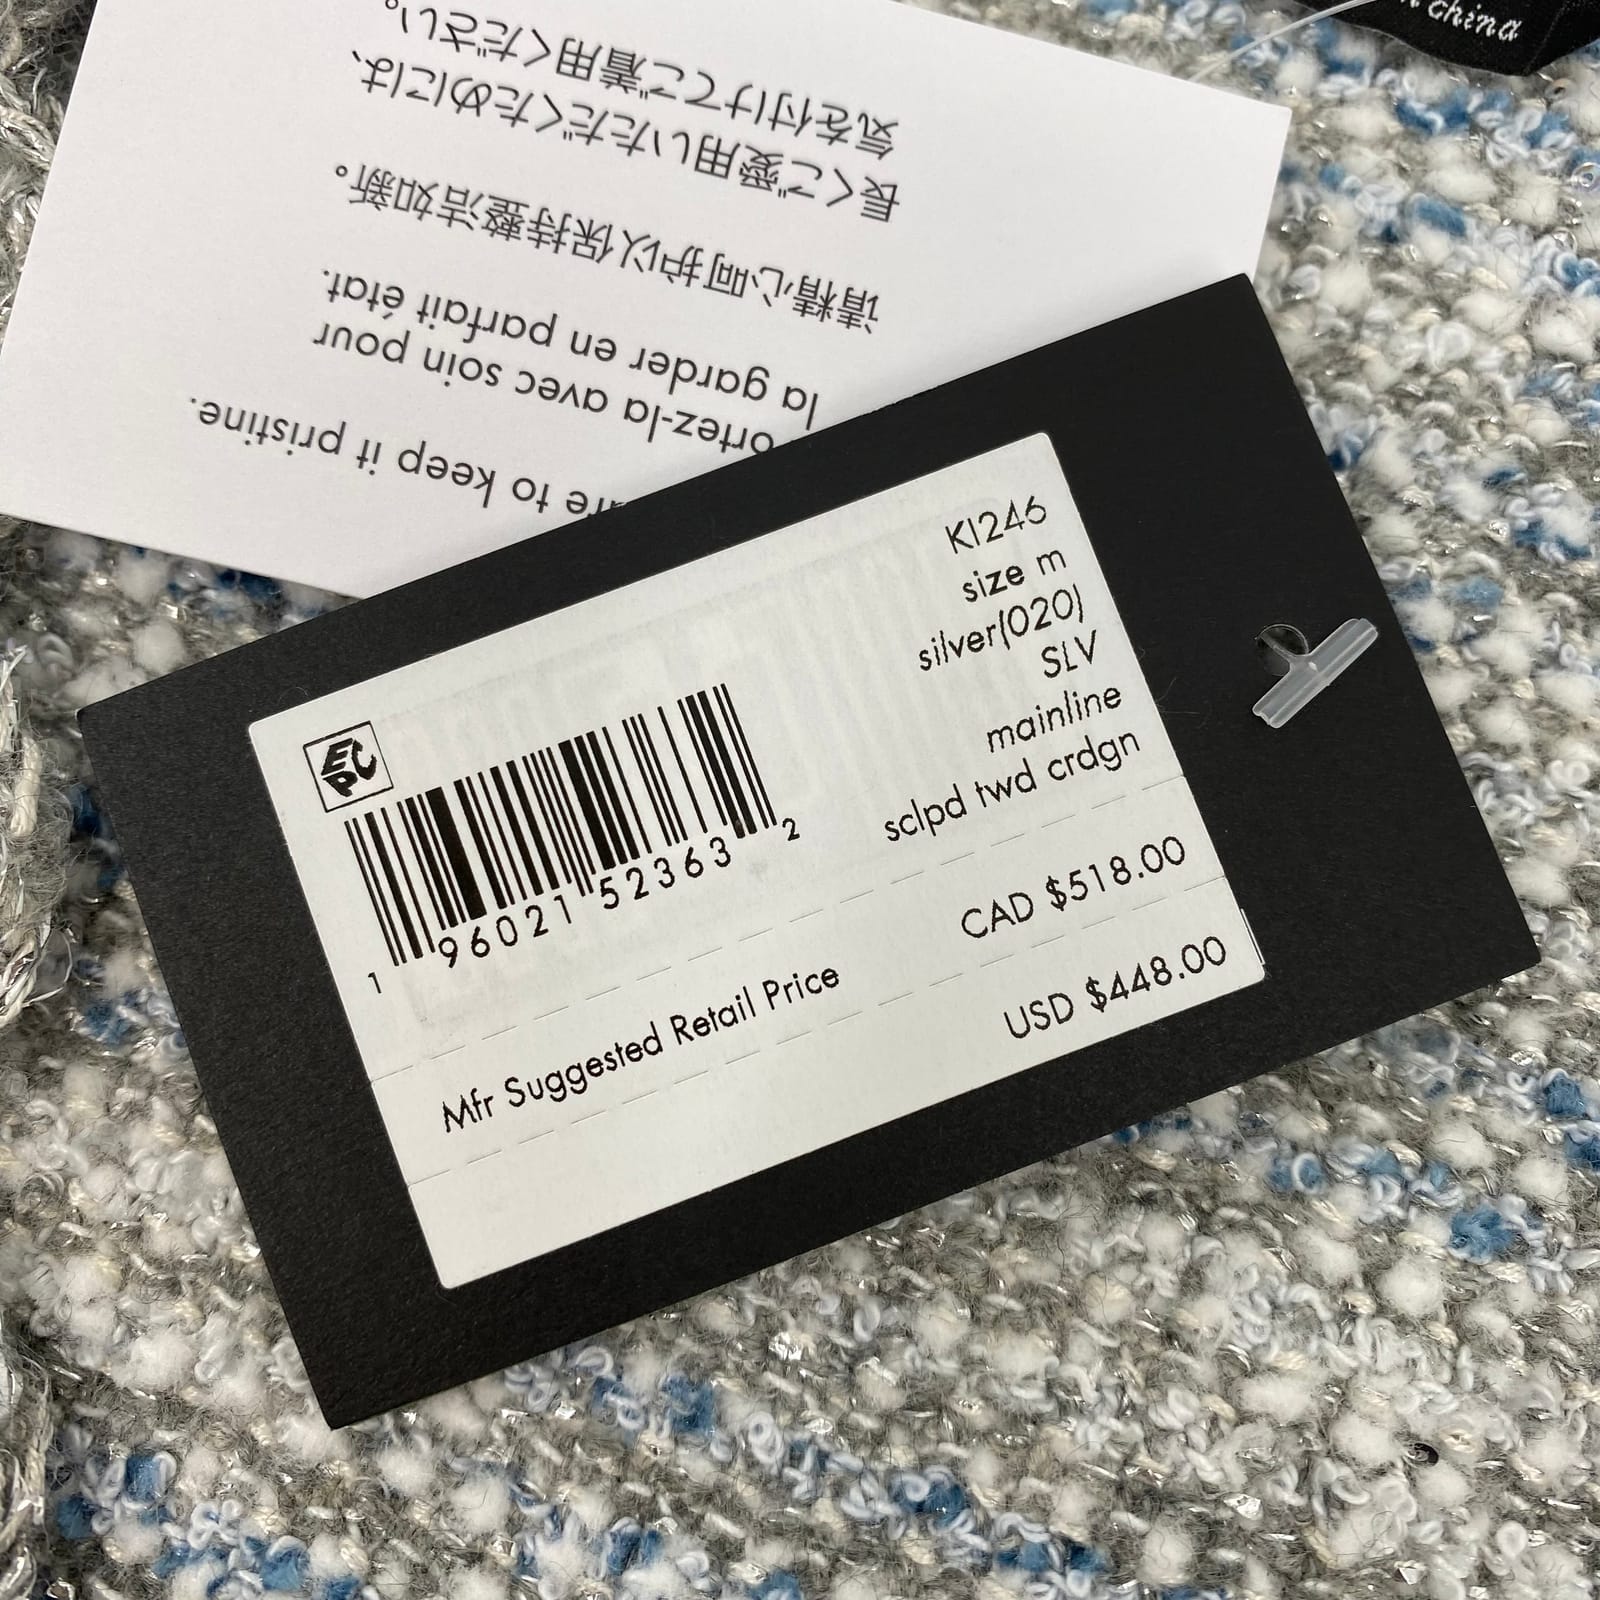 china
気を付けてご着用ください。
長くご愛用いただくためには、
请精心呵护以保持整洁如新。
la garder en parfait état.
ortez-la avec soin pour
to keep it pristine.
KI246
size m
silver(020)
SLV
mainline
sclpd twd crdgn
EPC
1 96021 52363 2
CAD $518.00
Mfr Suggested Retail Price
USD $448.00